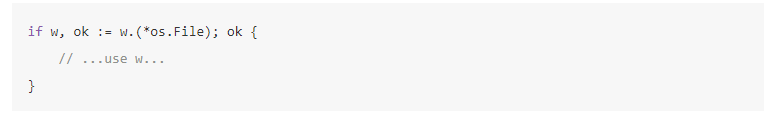 if w, ok := w.(*os.File); ok {
    // ...use w...
}